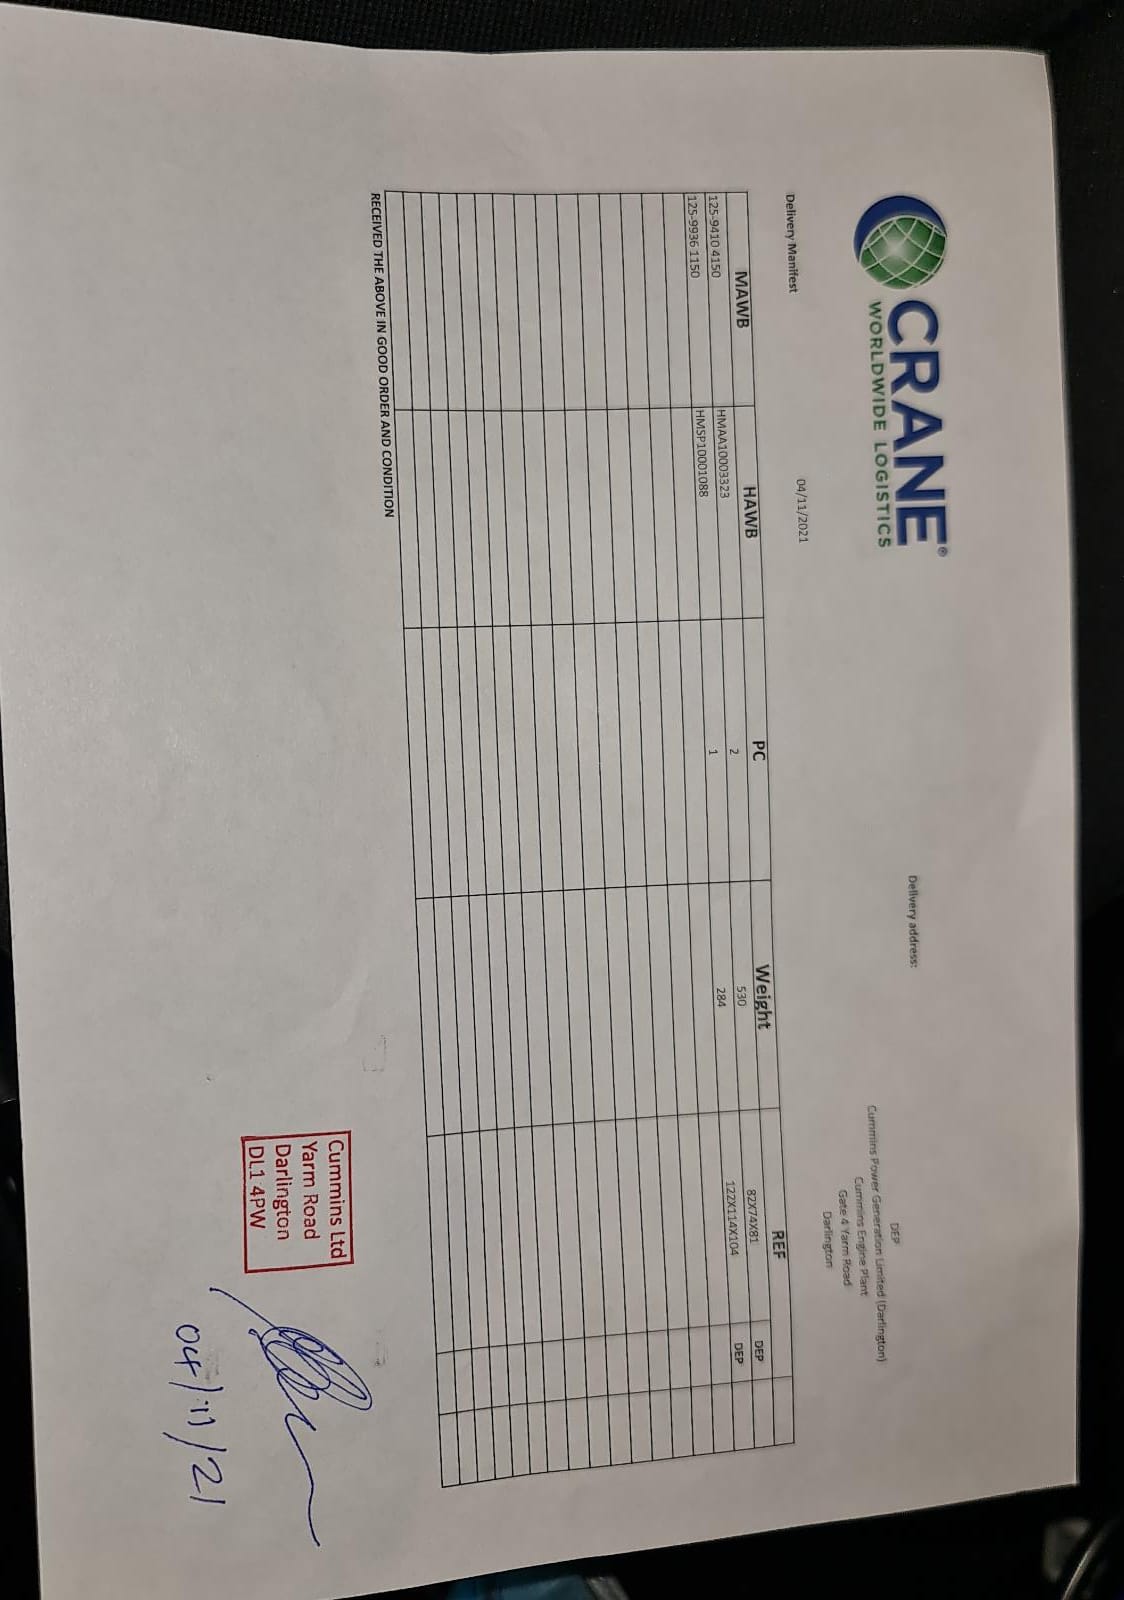 CRANE®
WORLDWIDE LOGISTICS
Delivery address:
DEP
Cummins Power Generation Limited (Darlington)
Cummins Engine Plant
Gate 4 Yarm Road
Darlington
Delivery Manifest 04/11/2021
MAWB HAWB PC Weight REF
125-9410 4150 HMAA10003323 2 530 82X74X81 DEP
125-9936 1150 HMSP10001088 1 284 122X114X104 DEP
RECEIVED THE ABOVE IN GOOD ORDER AND CONDITION
Cummins Ltd
Yarm Road
Darlington
DL1 4PW
04/11/21